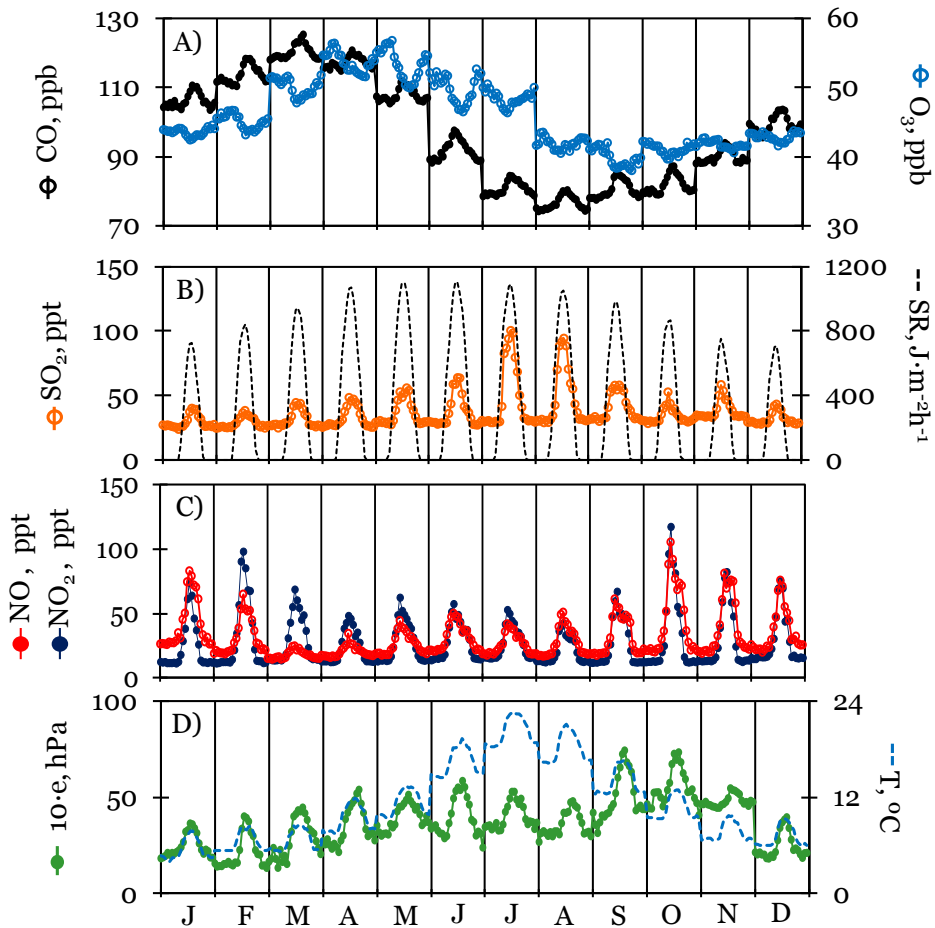 130
110
90
70
CO, ppb
A)
60
50
40
30
O₃, ppb
150
100
50
0
SO₂, ppt
B)
1200
800
400
0
-- SR, J·m⁻²h⁻¹
150
100
50
0
NO, ppt
NO₂, ppt
C)
100
50
0
10·e, hPa
D)
24
12
0
-- T, ºC
J F M A M J J A S O N D